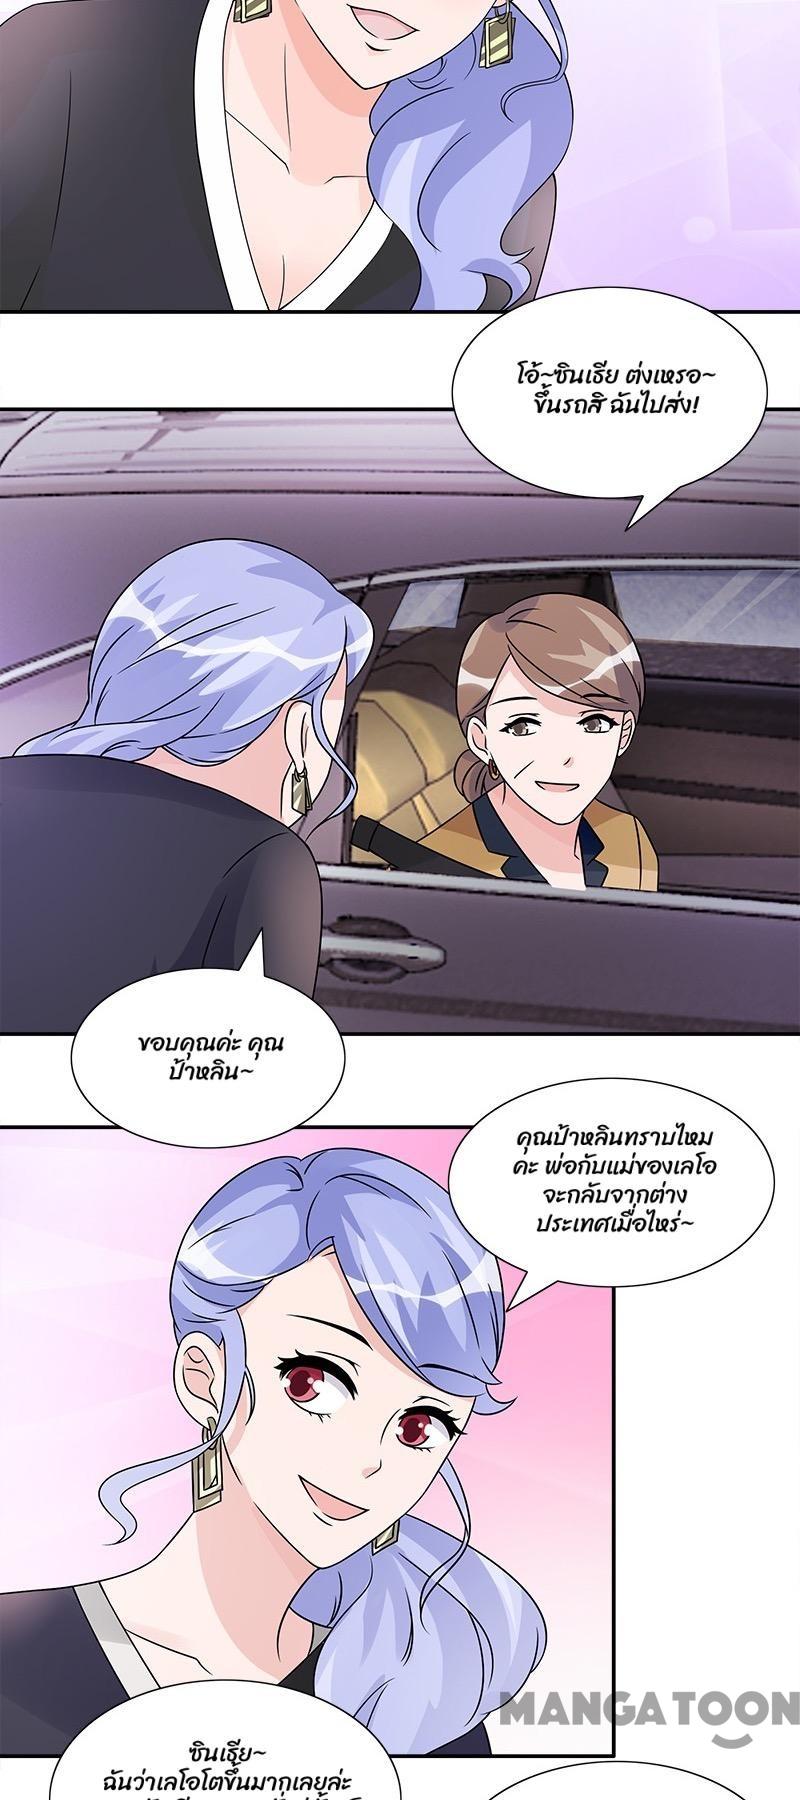 โอ้~ซินเธีย ต่งเหรอ~
ขึ้นรถสิ ฉันไปส่ง!
ขอบคุณค่ะ คุณ
ป้าหลิน~
คุณป้าหลินทราบไหม
คะ พ่อกับแม่ของเลโอ
จะกลับจากต่าง
ประเทศเมื่อไหร่~
MANGATOON
ซินเธีย~
ฉันว่าเลโอโตขึ้นมากเลยล่ะ